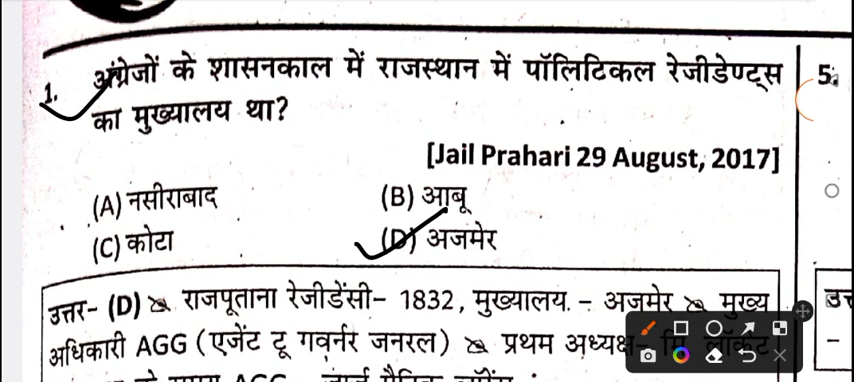 1. अंग्रेजों के शासनकाल में राजस्थान में पॉलिटिकल रेजीडेण्ट्स
का मुख्यालय था?
[Jail Prahari 29 August, 2017]
(A) नसीराबाद (B) आबू
(C) कोटा (D) अजमेर
उत्तर- (D) राजपूताना रेजीडेंसी– 1832, मुख्यालय. – अजमेर मुख्य
अधिकारी AGG (एजेंट टू गवर्नर जनरल) प्रथम अध्यक्ष– मि. लॉकेट
5.